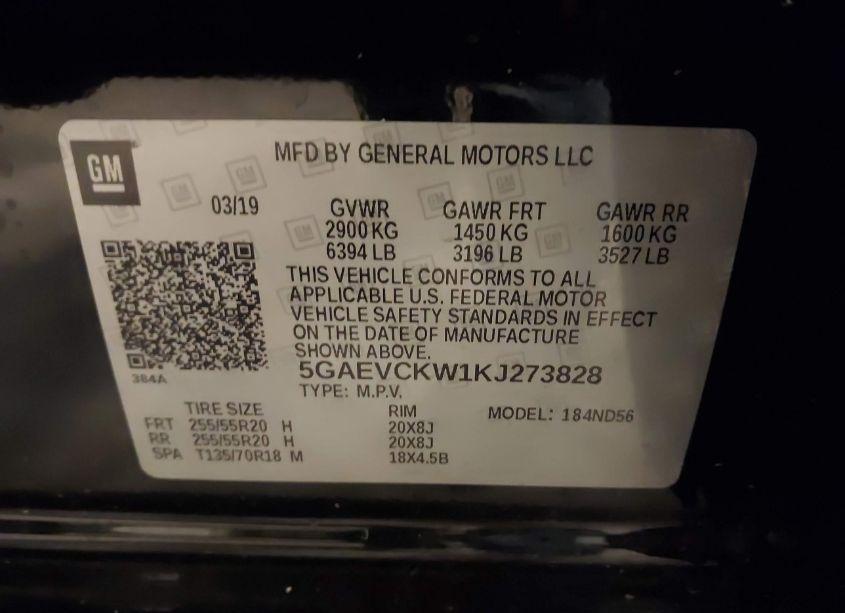 GM
MFD BY GENERAL MOTORS LLC
03/19
GVWR GAWR FRT GAWR RR
2900 KG 1450 KG 1600 KG
6394 LB 3196 LB 3527 LB
THIS VEHICLE CONFORMS TO ALL
APPLICABLE U.S. FEDERAL MOTOR
VEHICLE SAFETY STANDARDS IN EFFECT
ON THE DATE OF MANUFACTURE
SHOWN ABOVE.
384A
5GAEVCKW1KJ273828
TYPE: M.P.V.
TIRE SIZE RIM MODEL: 184ND56
FRT 255/55R20 H 20X8J
RR 255/55R20 H 20X8J
SPA T135/70R18 M 18X4.5B